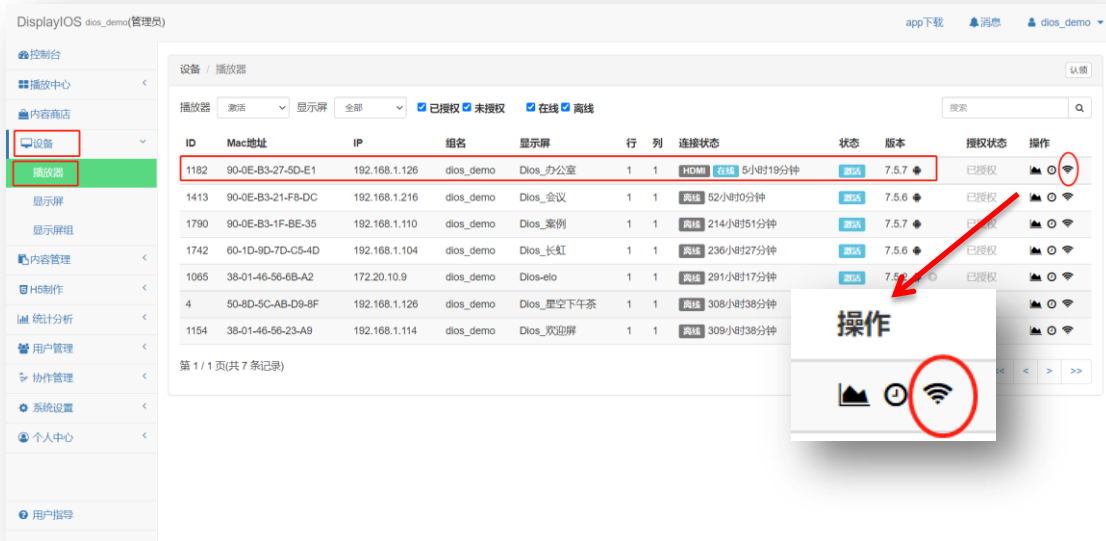 DisplayIOS dios_demo(管理员) app下载 消息 dios_demo
控制台
播放中心
内容商店
设备
播放器
显示屏
显示屏组
内容管理
H5制作
统计分析
用户管理
协作管理
系统设置
个人中心
用户指导
设备 / 播放器 认领
播放器 激活 显示屏 全部 已授权 未授权 在线 离线 搜索
ID Mac地址 IP 组名 显示屏 行 列 连接状态 状态 版本 授权状态 操作
1182 90-0E-B3-27-5D-E1 192.168.1.126 dios_demo Dios_办公室 1 1 HDMI 在线 5小时19分钟 激活 7.5.7 已授权
1413 90-0E-B3-21-F8-DC 192.168.1.216 dios_demo Dios_会议 1 1 离线 52小时0分钟 激活 7.5.6 已授权
1790 90-0E-B3-1F-BE-35 192.168.1.110 dios_demo Dios_案例 1 1 离线 214小时51分钟 激活 7.5.7 已授权
1742 60-1D-9D-7D-C5-4D 192.168.1.104 dios_demo Dios_长虹 1 1 离线 236小时27分钟 激活 7.5.6 已授权
1065 38-01-46-56-6B-A2 172.20.10.9 dios_demo Dios-elo 1 1 离线 291小时17分钟 激活 已授权
4 50-8D-5C-AB-D9-8F 192.168.1.126 dios_demo Dios_星空下午茶 1 1 离线 308小时38分钟
1154 38-01-46-56-23-A9 192.168.1.114 dios_demo Dios_欢迎屏 1 1 离线 309小时38分钟
第 1 / 1 页(共 7 条记录) < > >>
操作